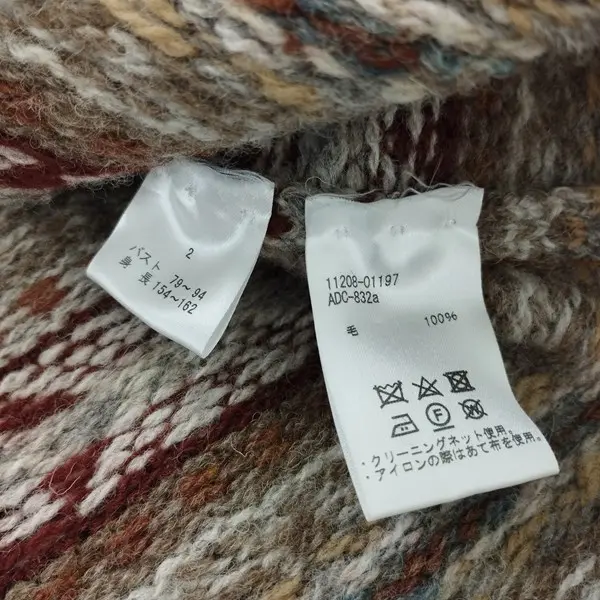 2
バスト 79~94
身長 154~162
11208-01197
ADC-832a
毛 100%
F
・クリーニングネット使用。
・アイロンの際はあて布を使用。